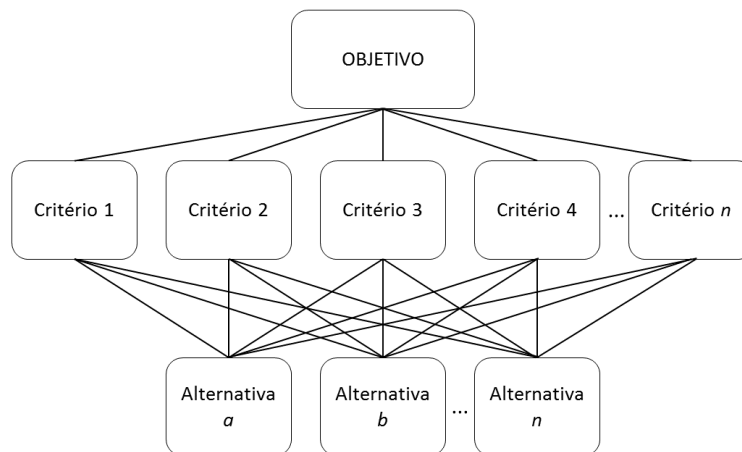 OBJETIVO
Critério 1
Critério 2
Critério 3
Critério 4
...
Critério n
Alternativa
a
Alternativa
b
...
Alternativa
n